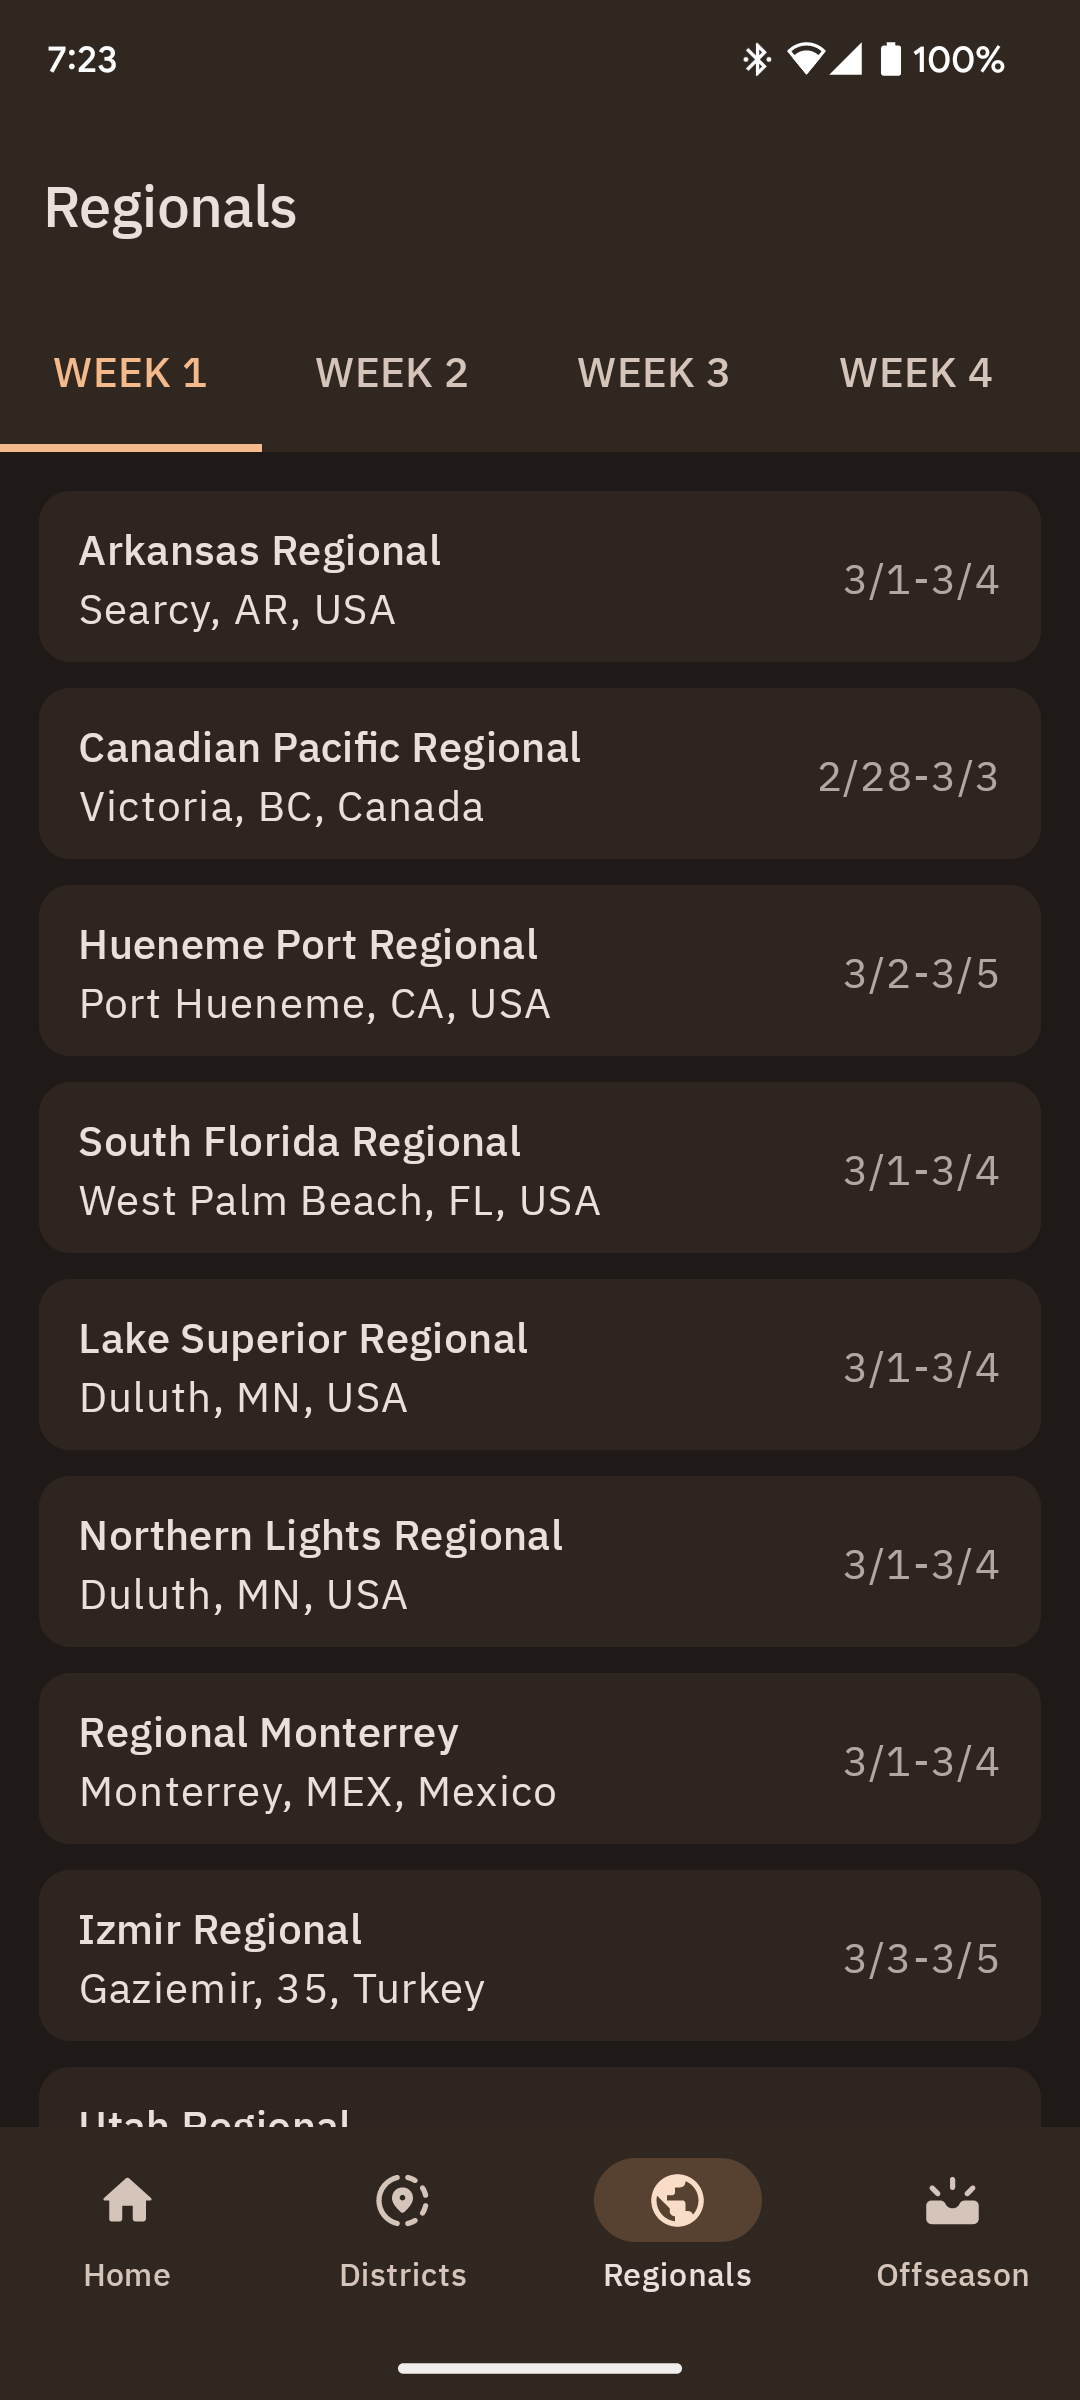 7:23 100%
Regionals
WEEK 1 WEEK 2 WEEK 3 WEEK 4
Arkansas Regional
Searcy, AR, USA
3/1-3/4
Canadian Pacific Regional
Victoria, BC, Canada
2/28-3/3
Hueneme Port Regional
Port Hueneme, CA, USA
3/2-3/5
South Florida Regional
West Palm Beach, FL, USA
3/1-3/4
Lake Superior Regional
Duluth, MN, USA
3/1-3/4
Northern Lights Regional
Duluth, MN, USA
3/1-3/4
Regional Monterrey
Monterrey, MEX, Mexico
3/1-3/4
Izmir Regional
Gaziemir, 35, Turkey
3/3-3/5
Utah Regional
Home Districts Regionals Offseason